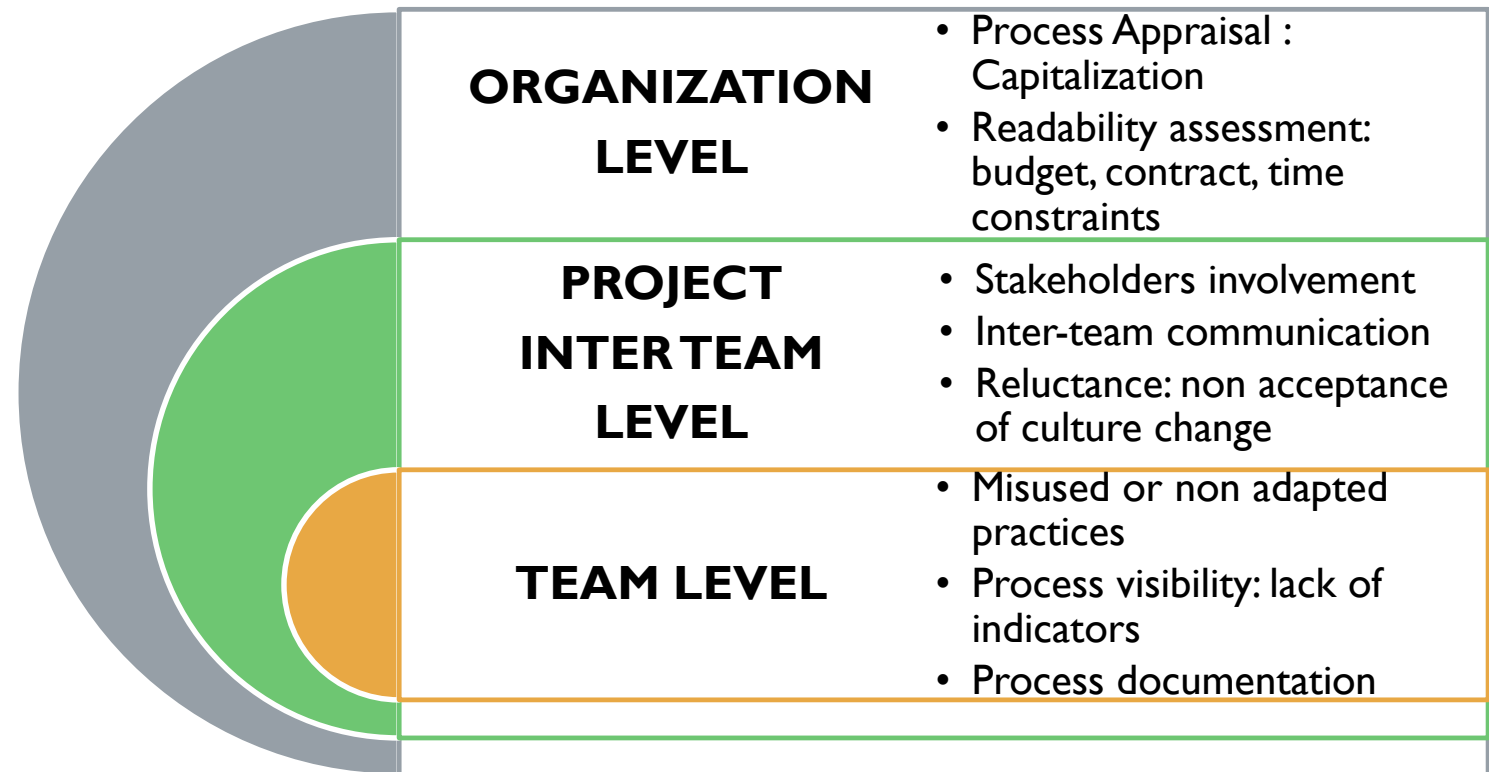 ORGANIZATION
LEVEL
• Process Appraisal :
Capitalization
• Readability assessment:
budget, contract, time
constraints
PROJECT
INTER TEAM
LEVEL
• Stakeholders involvement
• Inter-team communication
• Reluctance: non acceptance
of culture change
TEAM LEVEL
• Misused or non adapted
practices
• Process visibility: lack of
indicators
• Process documentation